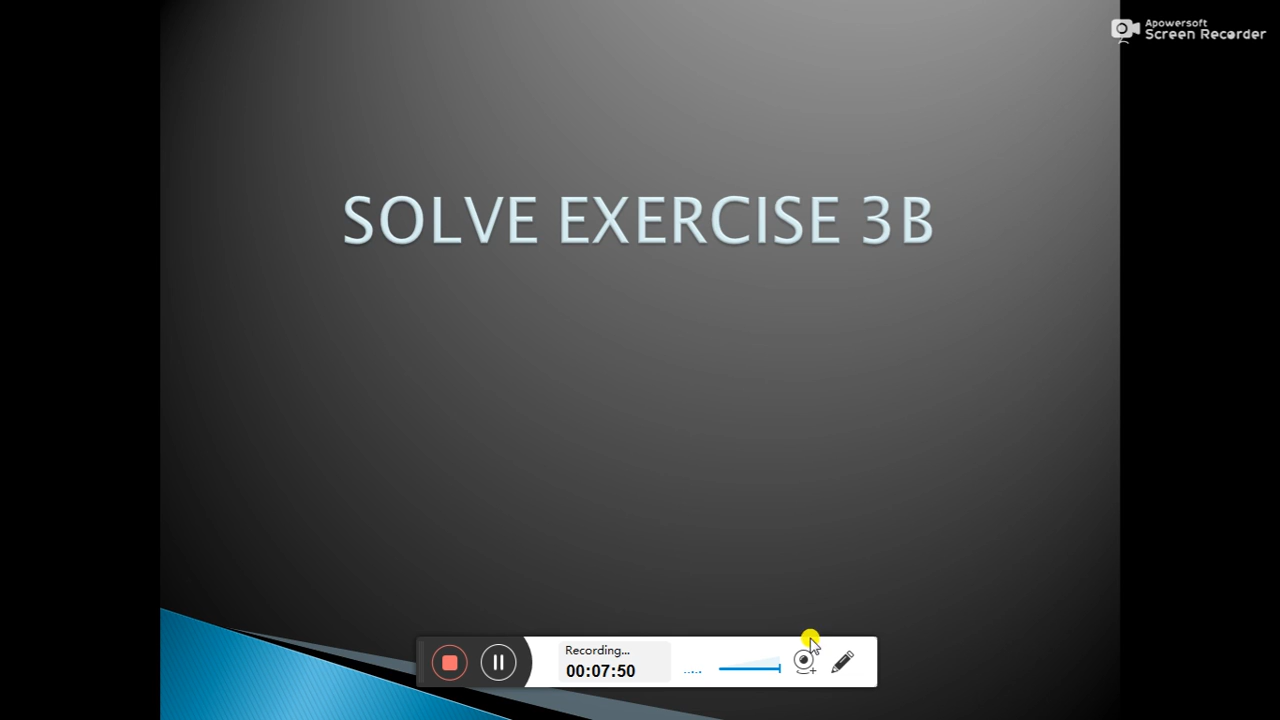 Apowersoft
Screen Recorder
SOLVE EXERCISE 3B
Recording...
00:07:50